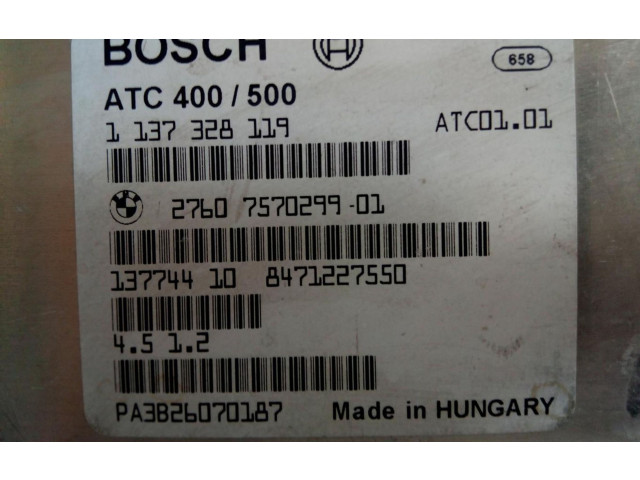 BOSCH
658
ATC 400 / 500
1 137 328 119 ATC01.01
2760 7570299-01
137744 10 8471227550
4.5 1.2
PA3B26070187 Made in HUNGARY